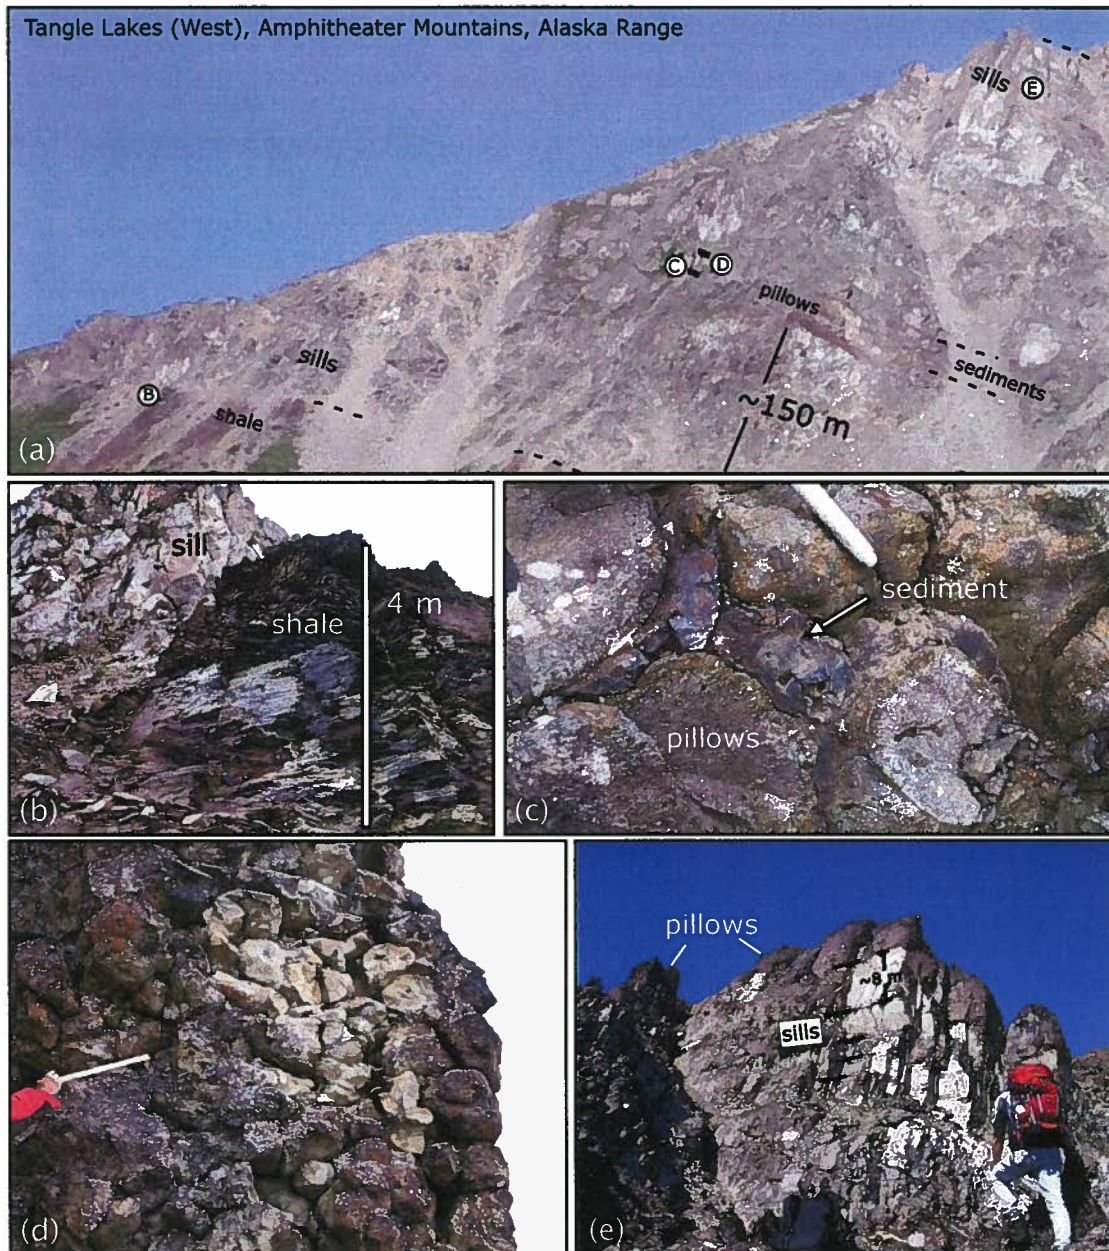 Tangle Lakes (West), Amphitheater Mountains, Alaska Range
sills E
C D
pillows
sills
sediments
B
shale
~150 m
(a)
sill
shale
4 m
(b)
sediment
pillows
(c)
(d)
pillows
~8 m
sills
(e)